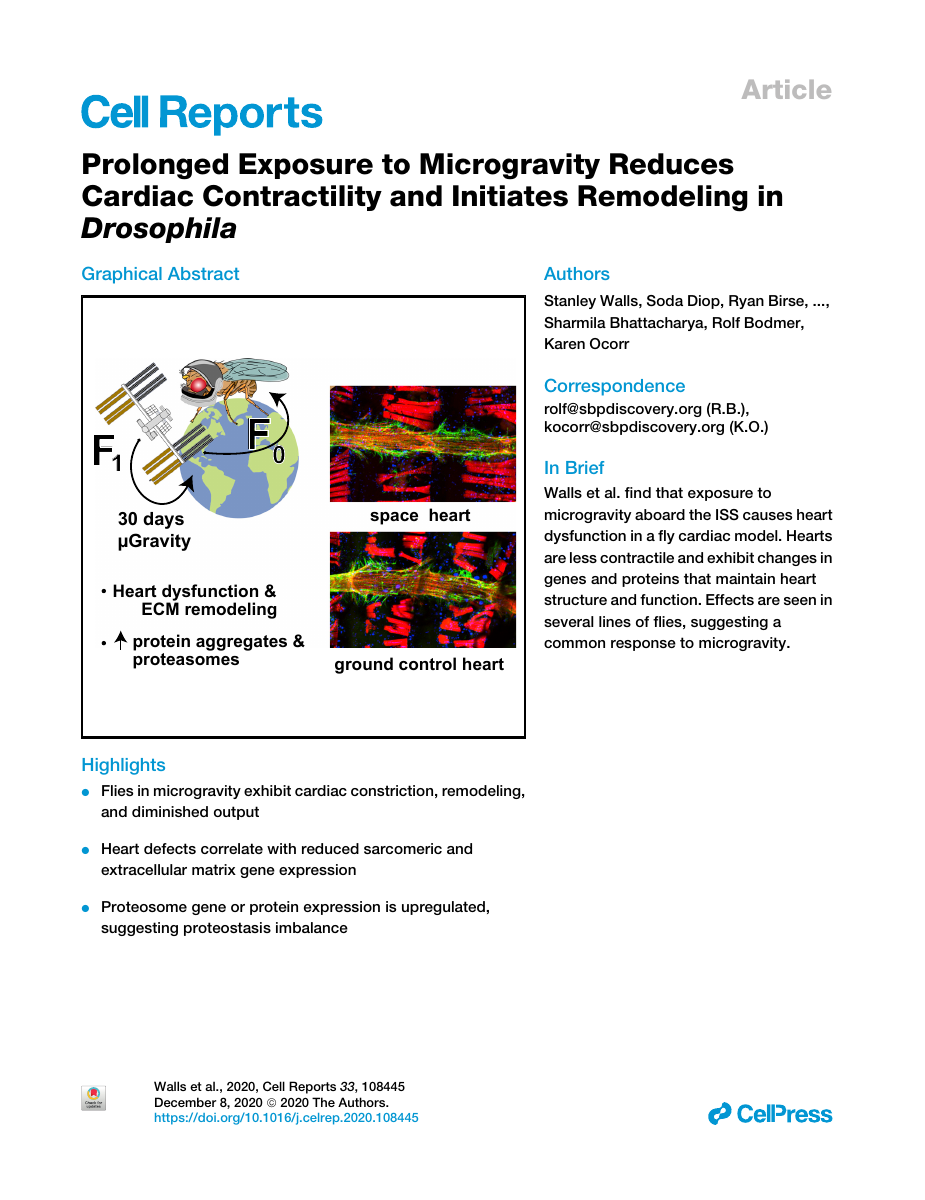 Article
Cell Reports
Prolonged Exposure to Microgravity Reduces
Cardiac Contractility and Initiates Remodeling in
Drosophila
Graphical Abstract
F1
F0
30 days
µGravity
• Heart dysfunction &
ECM remodeling
• ↑ protein aggregates &
proteasomes
space heart
ground control heart
Authors
Stanley Walls, Soda Diop, Ryan Birse, ...,
Sharmila Bhattacharya, Rolf Bodmer,
Karen Ocorr
Correspondence
rolf@sbpdiscovery.org (R.B.),
kocorr@sbpdiscovery.org (K.O.)
In Brief
Walls et al. find that exposure to
microgravity aboard the ISS causes heart
dysfunction in a fly cardiac model. Hearts
are less contractile and exhibit changes in
genes and proteins that maintain heart
structure and function. Effects are seen in
several lines of flies, suggesting a
common response to microgravity.
Highlights
• Flies in microgravity exhibit cardiac constriction, remodeling,
and diminished output
• Heart defects correlate with reduced sarcomeric and
extracellular matrix gene expression
• Proteosome gene or protein expression is upregulated,
suggesting proteostasis imbalance
Check for
updates
Walls et al., 2020, Cell Reports 33, 108445
December 8, 2020 © 2020 The Authors.
https://doi.org/10.1016/j.celrep.2020.108445
CellPress